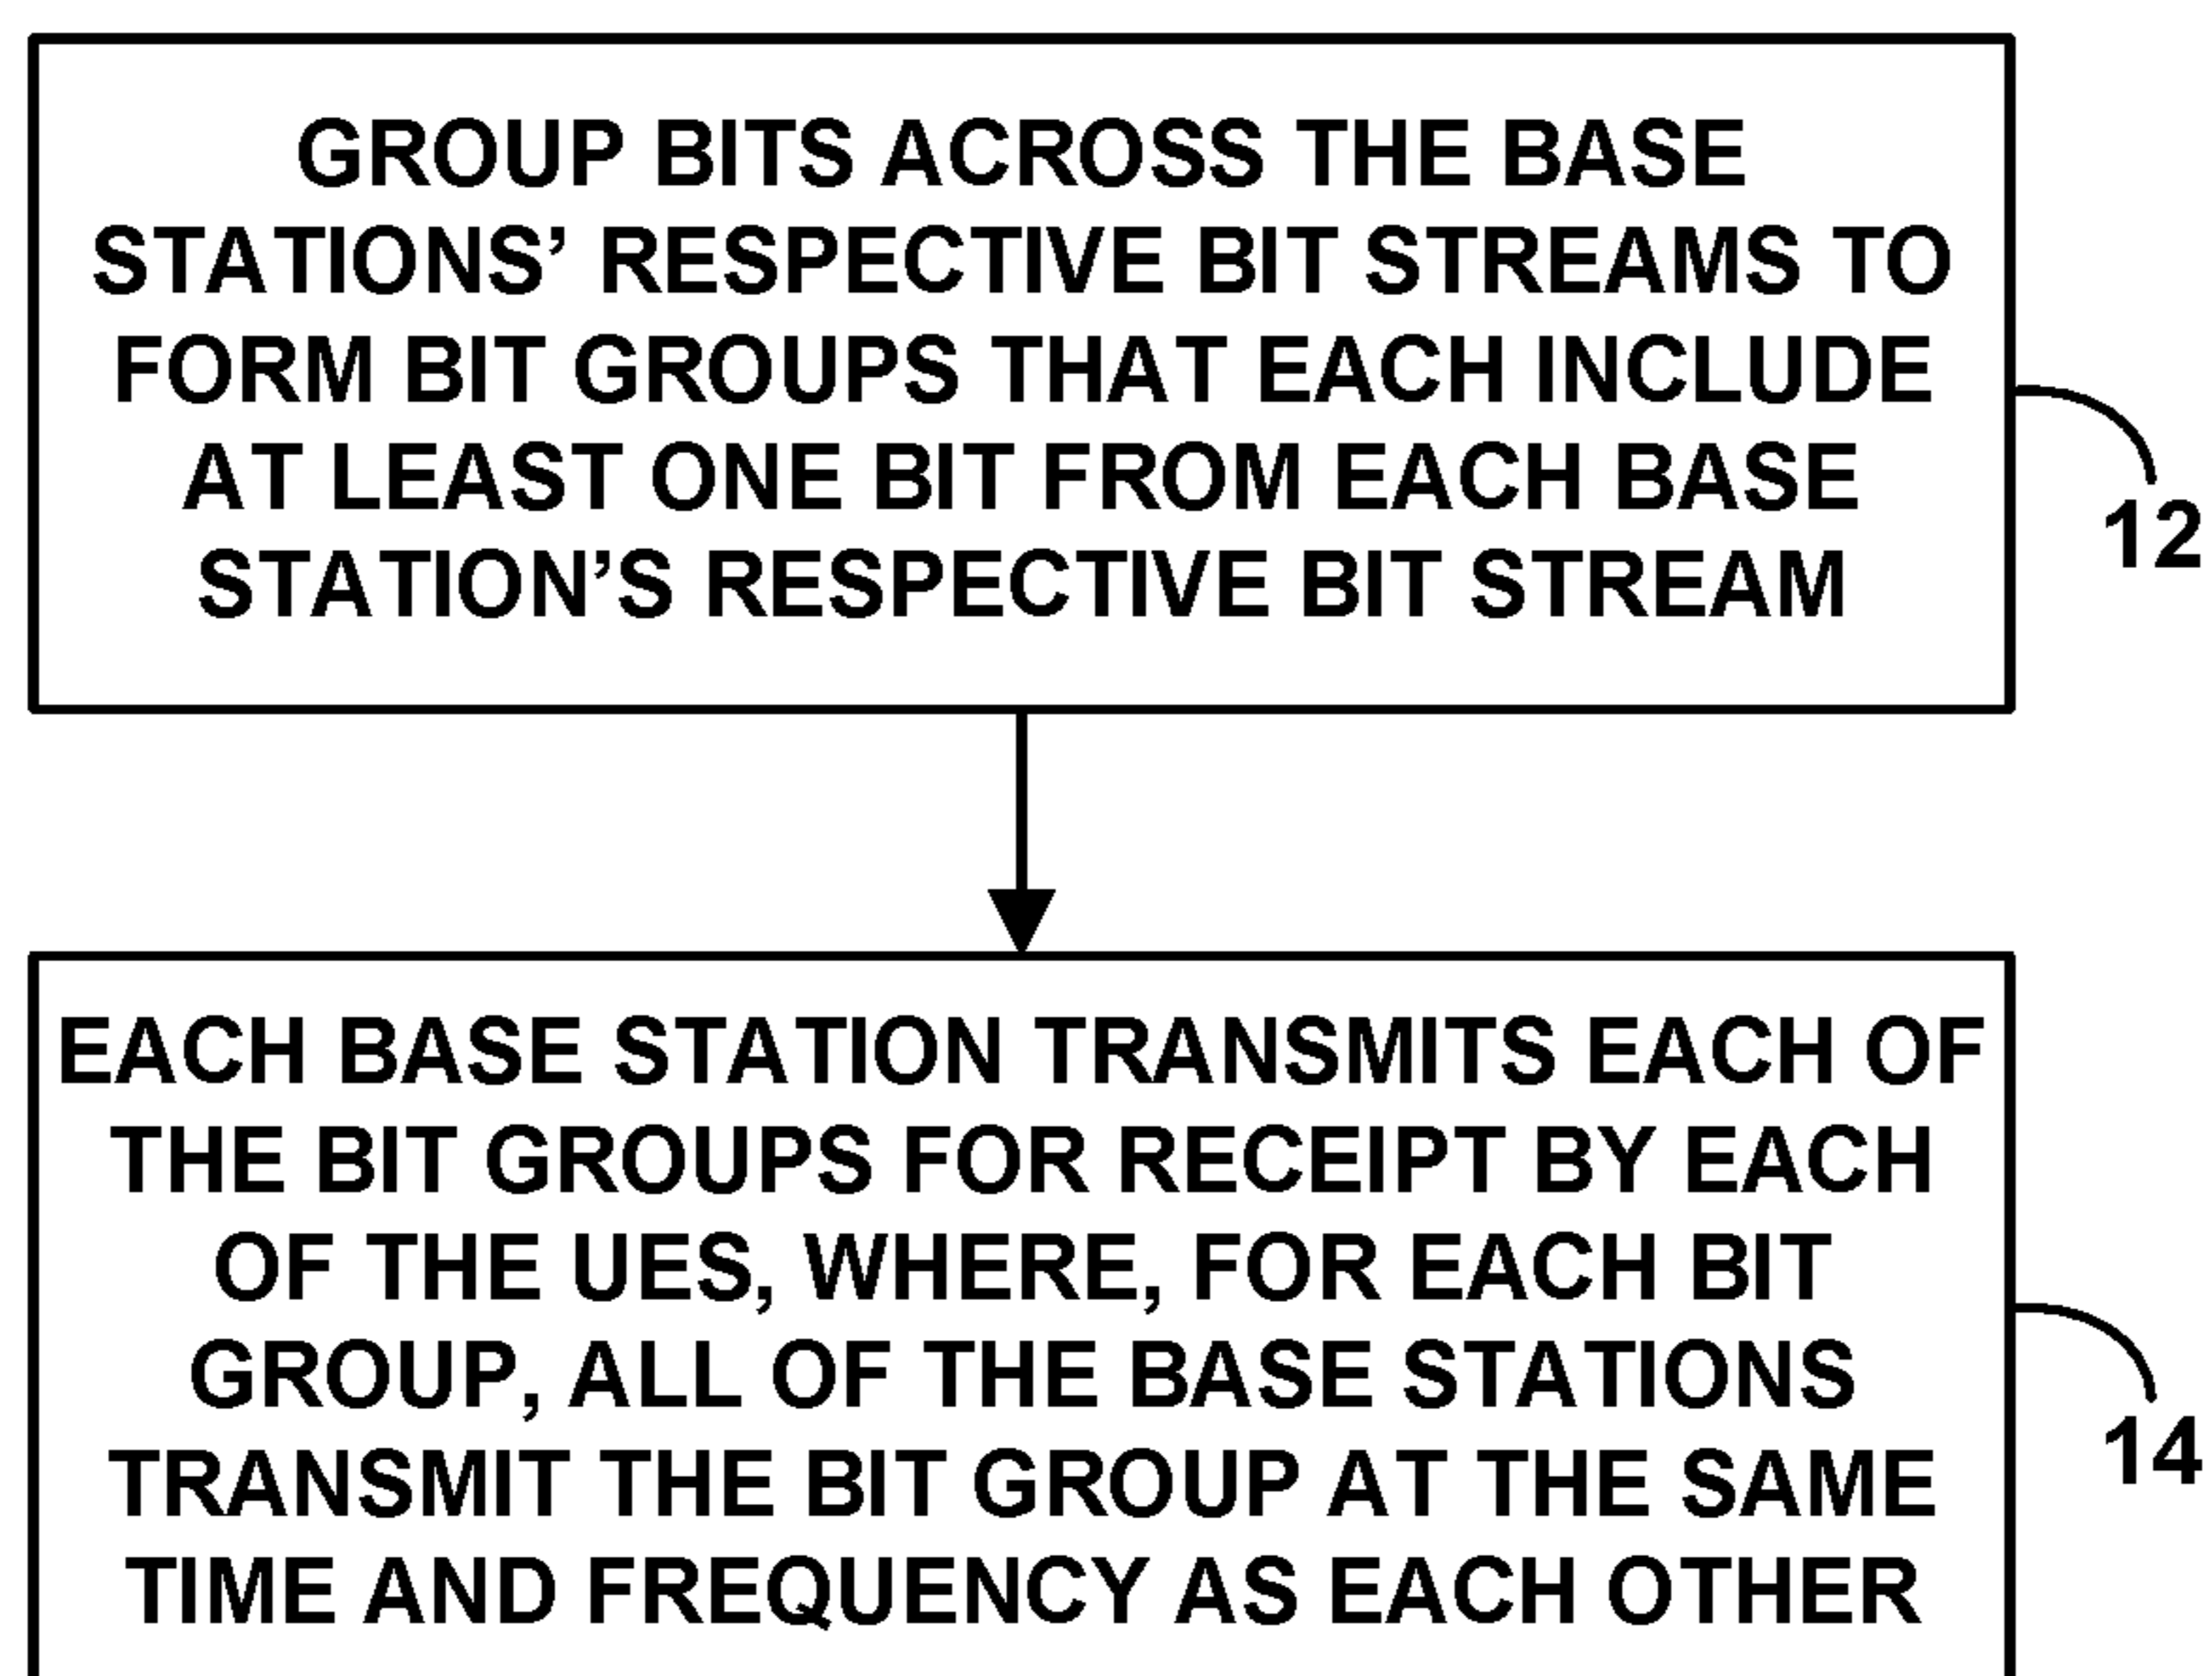 GROUP BITS ACROSS THE BASE
STATIONS’ RESPECTIVE BIT STREAMS TO
FORM BIT GROUPS THAT EACH INCLUDE
AT LEAST ONE BIT FROM EACH BASE
STATION’S RESPECTIVE BIT STREAM
12
EACH BASE STATION TRANSMITS EACH OF
THE BIT GROUPS FOR RECEIPT BY EACH
OF THE UES, WHERE, FOR EACH BIT
GROUP, ALL OF THE BASE STATIONS
TRANSMIT THE BIT GROUP AT THE SAME
TIME AND FREQUENCY AS EACH OTHER
14